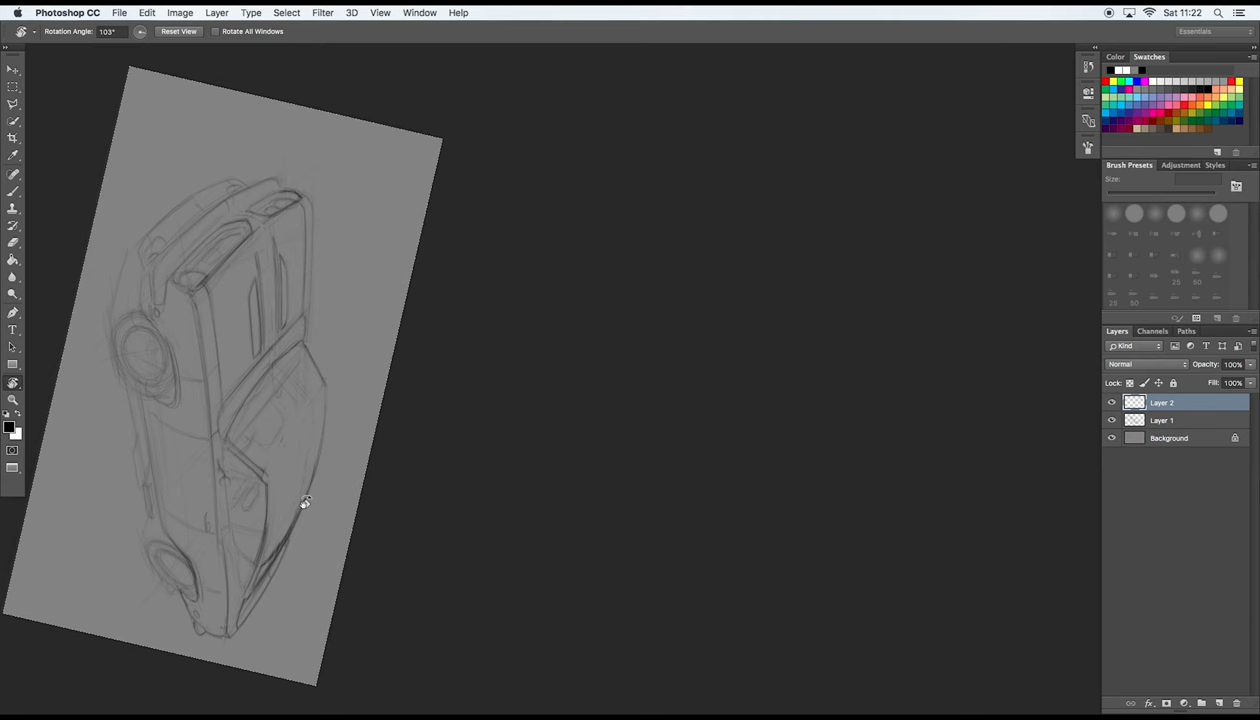 Photoshop CC File Edit Image Layer Type Select Filter 3D View Window Help Sat 11:22
Rotation Angle: 103° Reset View Rotate All Windows Essentials
Color Swatches
Brush Presets Adjustment Styles
Size:
25 50
25 50
Layers Channels Paths
Kind
Normal Opacity: 100%
Lock: Fill: 100%
Layer 2
Layer 1
Background